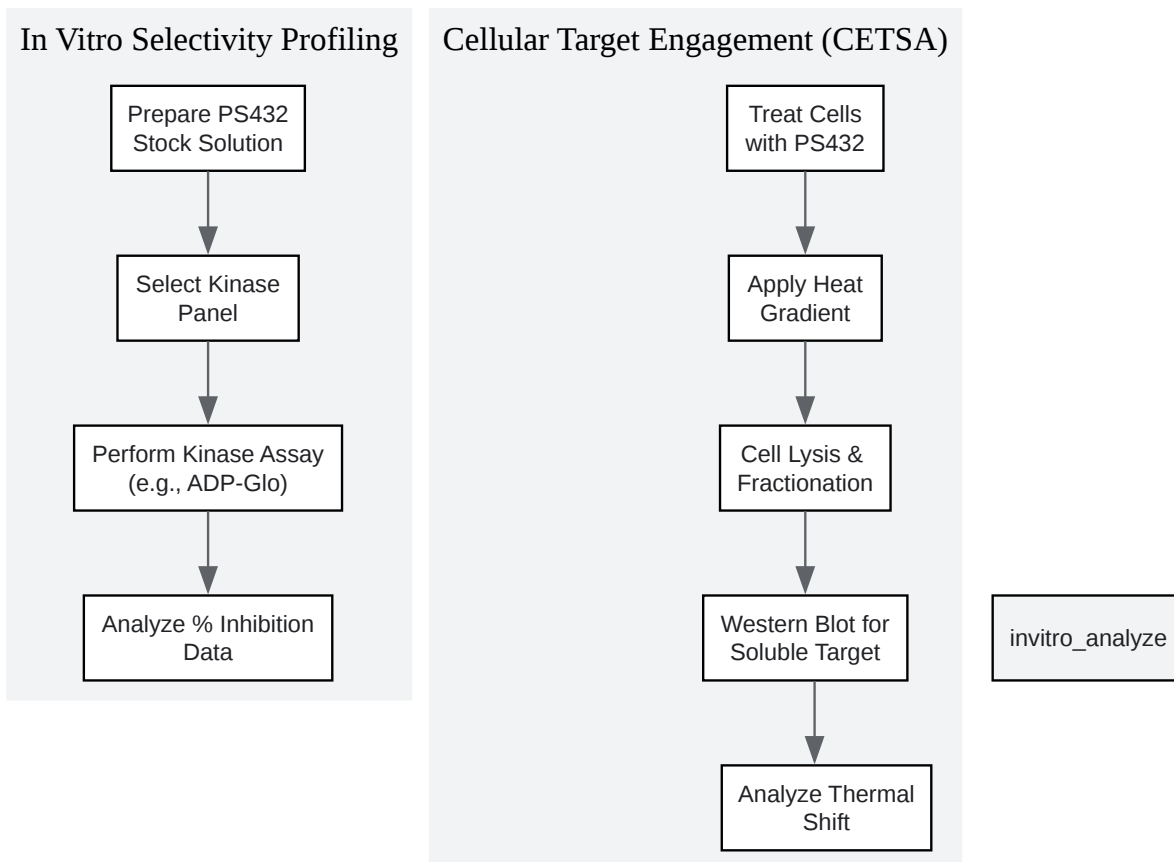 In Vitro Selectivity Profiling
Prepare PS432
Stock Solution
Select Kinase
Panel
Perform Kinase Assay
(e.g., ADP-Glo)
Analyze % Inhibition
Data
Cellular Target Engagement (CETSA)
Treat Cells
with PS432
Apply Heat
Gradient
Cell Lysis &
Fractionation
Western Blot for
Soluble Target
Analyze Thermal
Shift
invitro_analyze